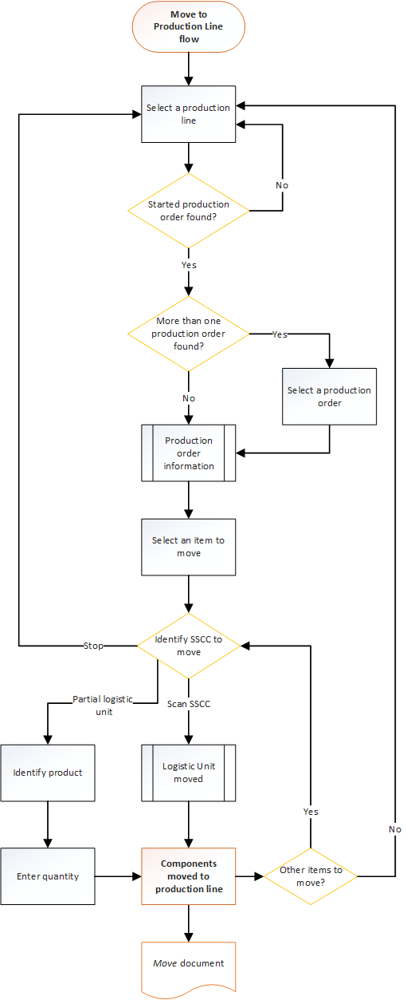 Move to
Production Line
flow
Select a production
line
No
Started production
order found?
Yes
More than one
production order
found?
Yes
Select a production
order
No
Production
order
information
Select an item to
move
Identify SSCC to
move
Stop
Partial logistic
unit
Scan SSCC
Identify product
Logistic Unit
moved
Yes
No
Enter quantity
Components
moved to
production line
Other items to
move?
Move document